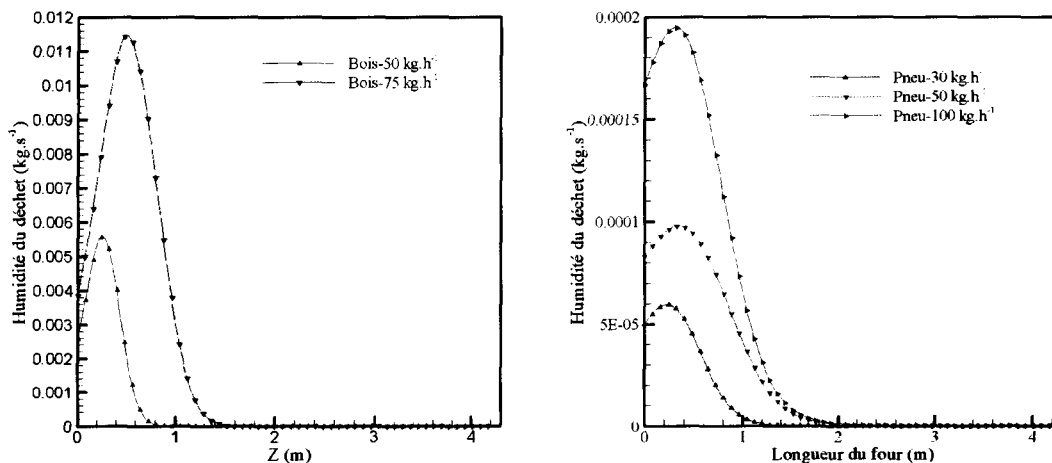 0.012
0.011
0.01
0.009
0.008
0.007
0.006
0.005
0.004
0.003
0.002
0.001
0
Humidité du déchet (kg.s⁻¹)
Bois-50 kg.h⁻¹
Bois-75 kg.h⁻¹
0 1 2 3 4
Z (m)
0.0002
0.00015
0.0001
5E-05
0
Humidité du déchet (kg.s⁻¹)
Pneu-30 kg.h⁻¹
Pneu-50 kg.h⁻¹
Pneu-100 kg.h⁻¹
0 1 2 3 4
Longueur du four (m)